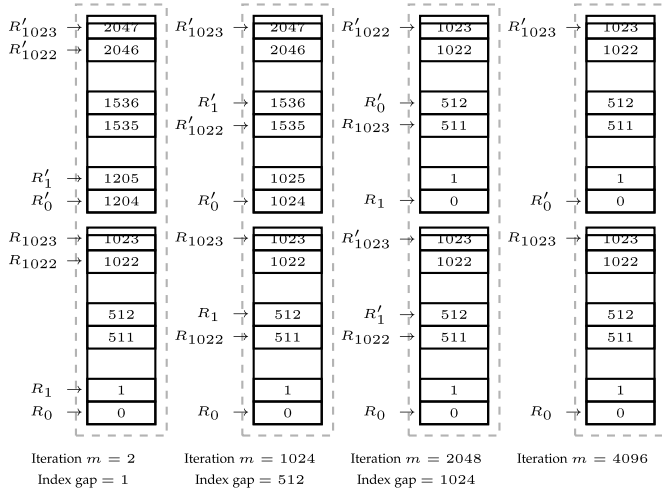 R′1023 → 2047 R′1023 → 2047 R′1022 → 1023 R′1023 → 1023
R′1022 → 2046 2046 1022 1022
1536 R′1 → 1536 R′0 → 512 512
1535 R′1022 → 1535 R1023 → 511 511
R′1 → 1205 1025 1 1
R′0 → 1204 R′0 → 1024 R1 → 0 R′0 → 0
R1023 → 1023 R1023 → 1023 R′1023 → 1023 R1023 → 1023
R1022 → 1022 1022 1022 1022
512 R1 → 512 R′1 → 512 512
511 R1022 → 511 R1022 → 511 511
R1 → 1 1 1 1
R0 → 0 R0 → 0 R0 → 0 R0 → 0
Iteration m = 2 Iteration m = 1024 Iteration m = 2048 Iteration m = 4096
Index gap = 1 Index gap = 512 Index gap = 1024